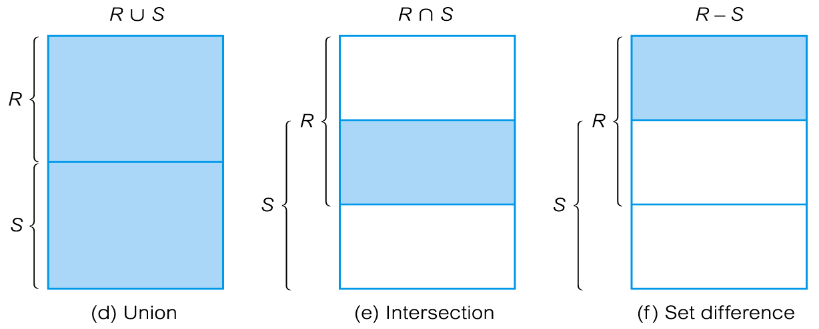 R ∪ S
R ∩ S
R – S
R
S
R
S
R
S
(d) Union
(e) Intersection
(f) Set difference